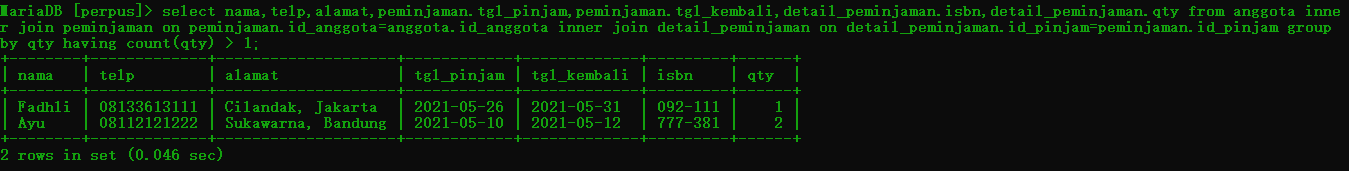 MariaDB [perpus]> select nama,telp,alamat,peminjaman.tgl_pinjam,peminjaman.tgl_kembali,detail_peminjaman.isbn,detail_peminjaman.qty from anggota inne
r join peminjaman on peminjaman.id_anggota=anggota.id_anggota inner join detail_peminjaman on detail_peminjaman.id_pinjam=peminjaman.id_pinjam group
by qty having count(qty) > 1;
+--------+-------------+--------------------+------------+-------------+---------+------+
| nama   | telp        | alamat             | tgl_pinjam | tgl_kembali | isbn    | qty  |
+--------+-------------+--------------------+------------+-------------+---------+------+
| Fadhli | 08133613111 | Cilandak, Jakarta  | 2021-05-26 | 2021-05-31  | 092-111 |    1 |
| Ayu    | 08112121222 | Sukawarna, Bandung | 2021-05-10 | 2021-05-12  | 777-381 |    2 |
+--------+-------------+--------------------+------------+-------------+---------+------+
2 rows in set (0.046 sec)